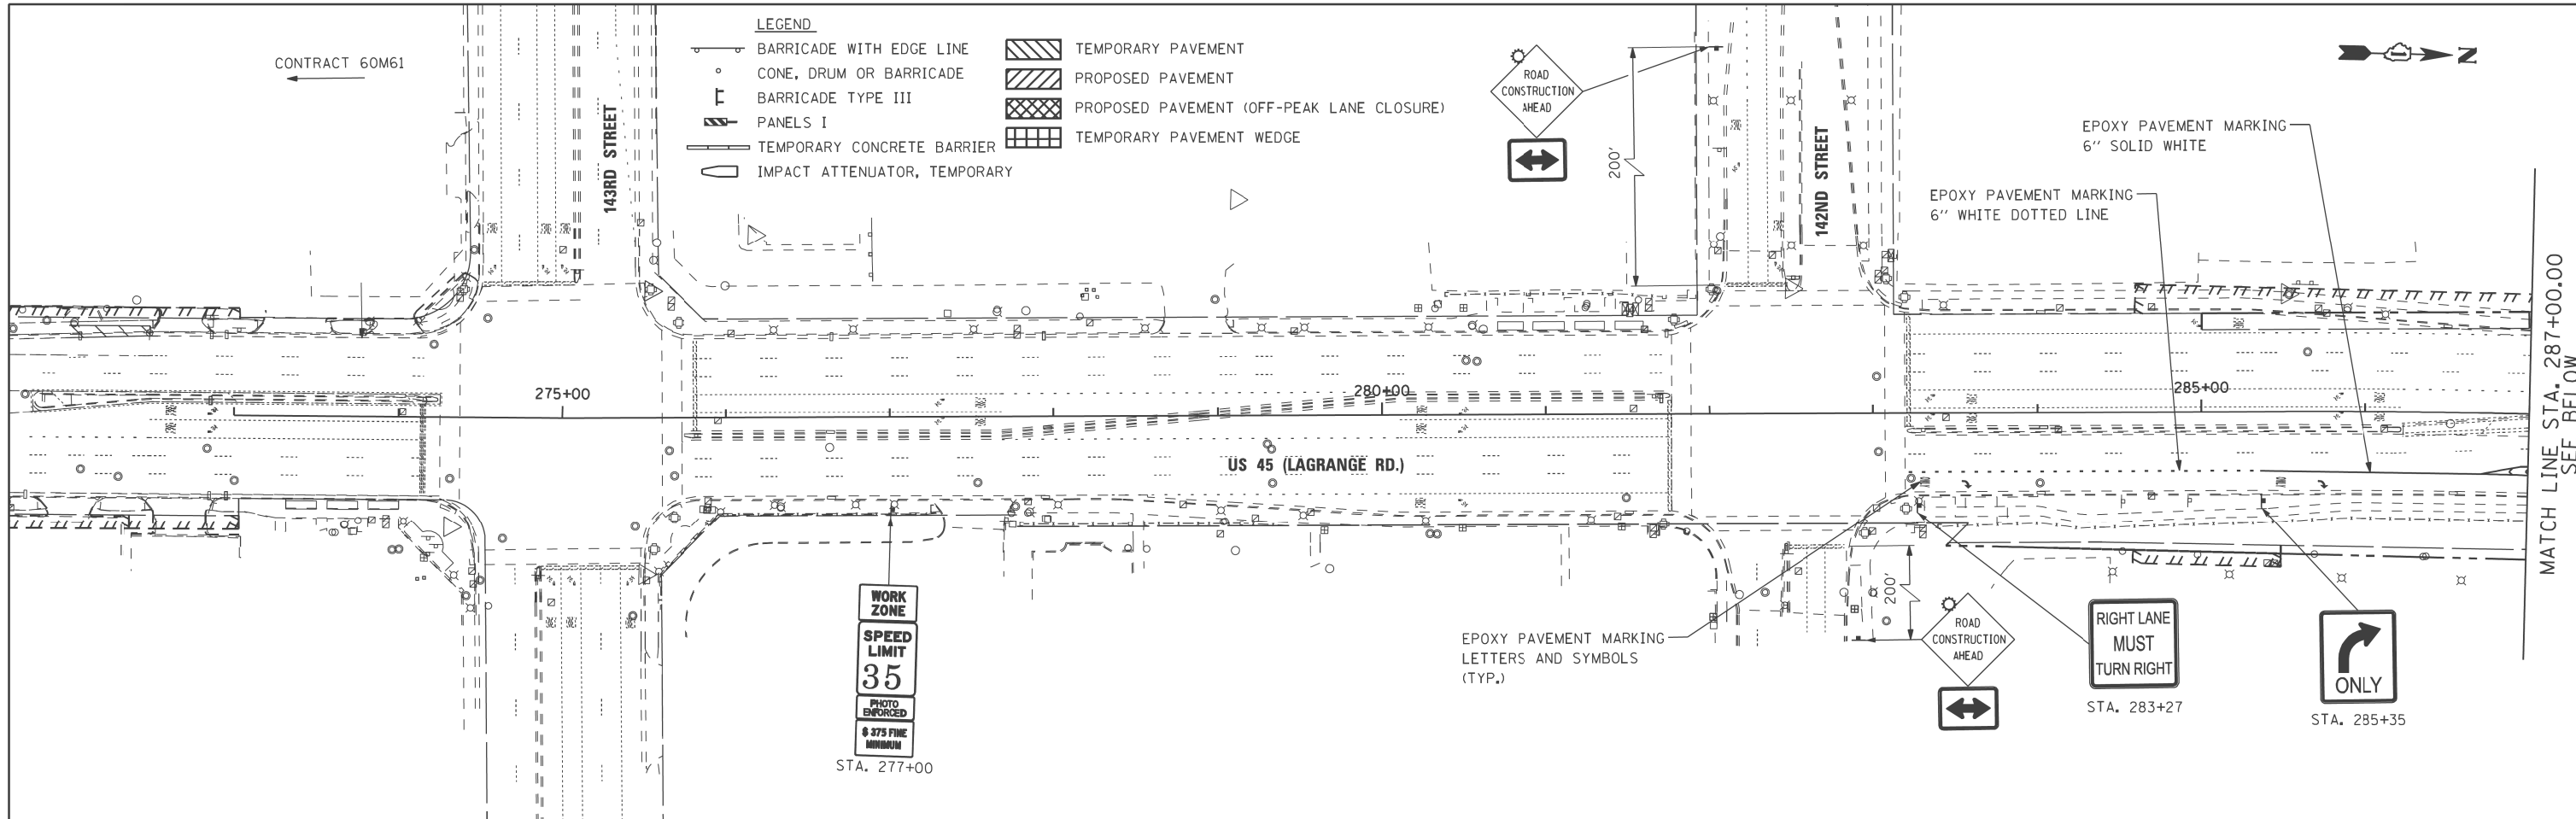 LEGEND
BARRICADE WITH EDGE LINE
CONE, DRUM OR BARRICADE
BARRICADE TYPE III
PANELS I
TEMPORARY CONCRETE BARRIER
IMPACT ATTENUATOR, TEMPORARY
TEMPORARY PAVEMENT
PROPOSED PAVEMENT
PROPOSED PAVEMENT (OFF-PEAK LANE CLOSURE)
TEMPORARY PAVEMENT WEDGE
CONTRACT 60M61
143RD STREET
ROAD
CONSTRUCTION
AHEAD
200'
142ND STREET
N
EPOXY PAVEMENT MARKING
6'' SOLID WHITE
EPOXY PAVEMENT MARKING
6'' WHITE DOTTED LINE
MATCH LINE STA. 287+00.00
SEE BELOW
275+00
280+00
285+00
US 45 (LAGRANGE RD.)
WORK
ZONE
SPEED
LIMIT
35
PHOTO
ENFORCED
$ 375 FINE
MINIMUM
STA. 277+00
EPOXY PAVEMENT MARKING
LETTERS AND SYMBOLS
(TYP.)
200'
ROAD
CONSTRUCTION
AHEAD
RIGHT LANE
MUST
TURN RIGHT
STA. 283+27
ONLY
STA. 285+35